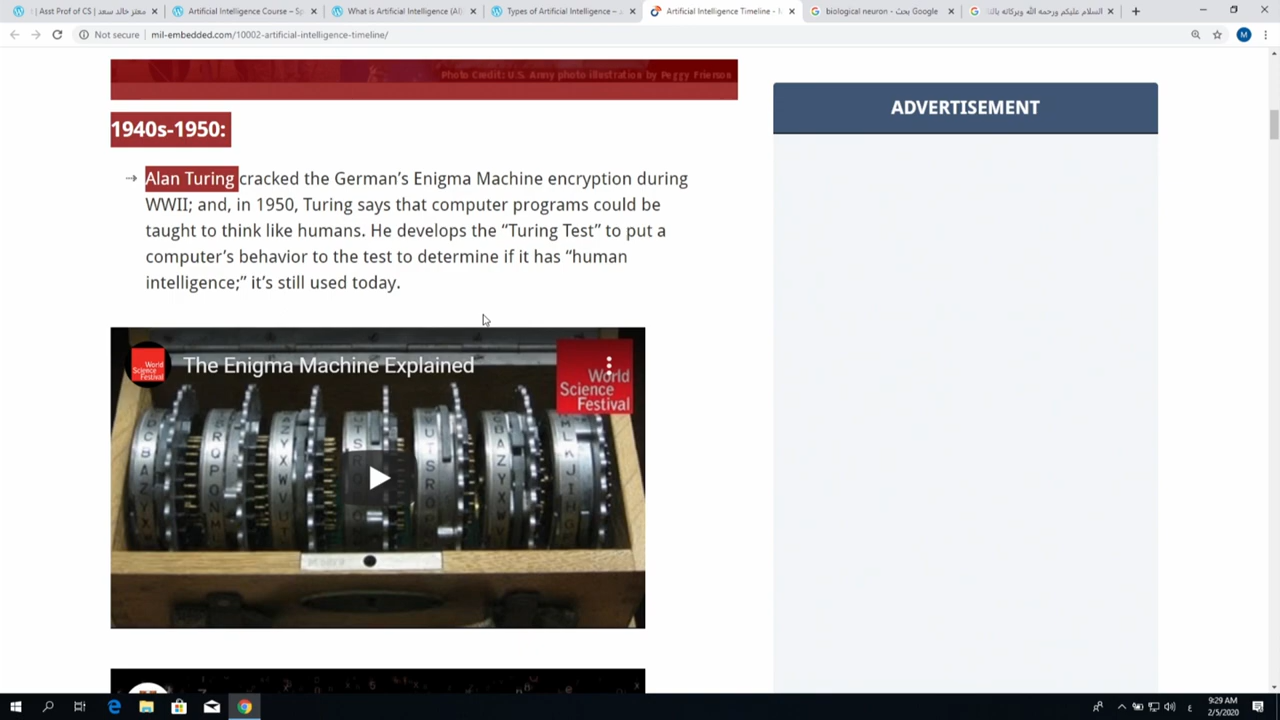 | Asst Prof of CS | معتز خالد سعد
Artificial Intelligence Course – Sp
What is Artificial Intelligence (AI
Types of Artificial Intelligence –
Artificial Intelligence Timeline -
biological neuron - بحث Google
السلام عليكم ورحمه الله وبركاته
Not secure | mil-embedded.com/10002-artificial-intelligence-timeline/
M
Photo Credit: U.S. Army photo illustration by Peggy Frierson
ADVERTISEMENT
1940s-1950:
→ Alan Turing cracked the German’s Enigma Machine encryption during
WWII; and, in 1950, Turing says that computer programs could be
taught to think like humans. He develops the “Turing Test” to put a
computer’s behavior to the test to determine if it has “human
intelligence;” it’s still used today.
World Science Festival
The Enigma Machine Explained
World
Science
Festival
9:29 AM
ع
2/5/2020